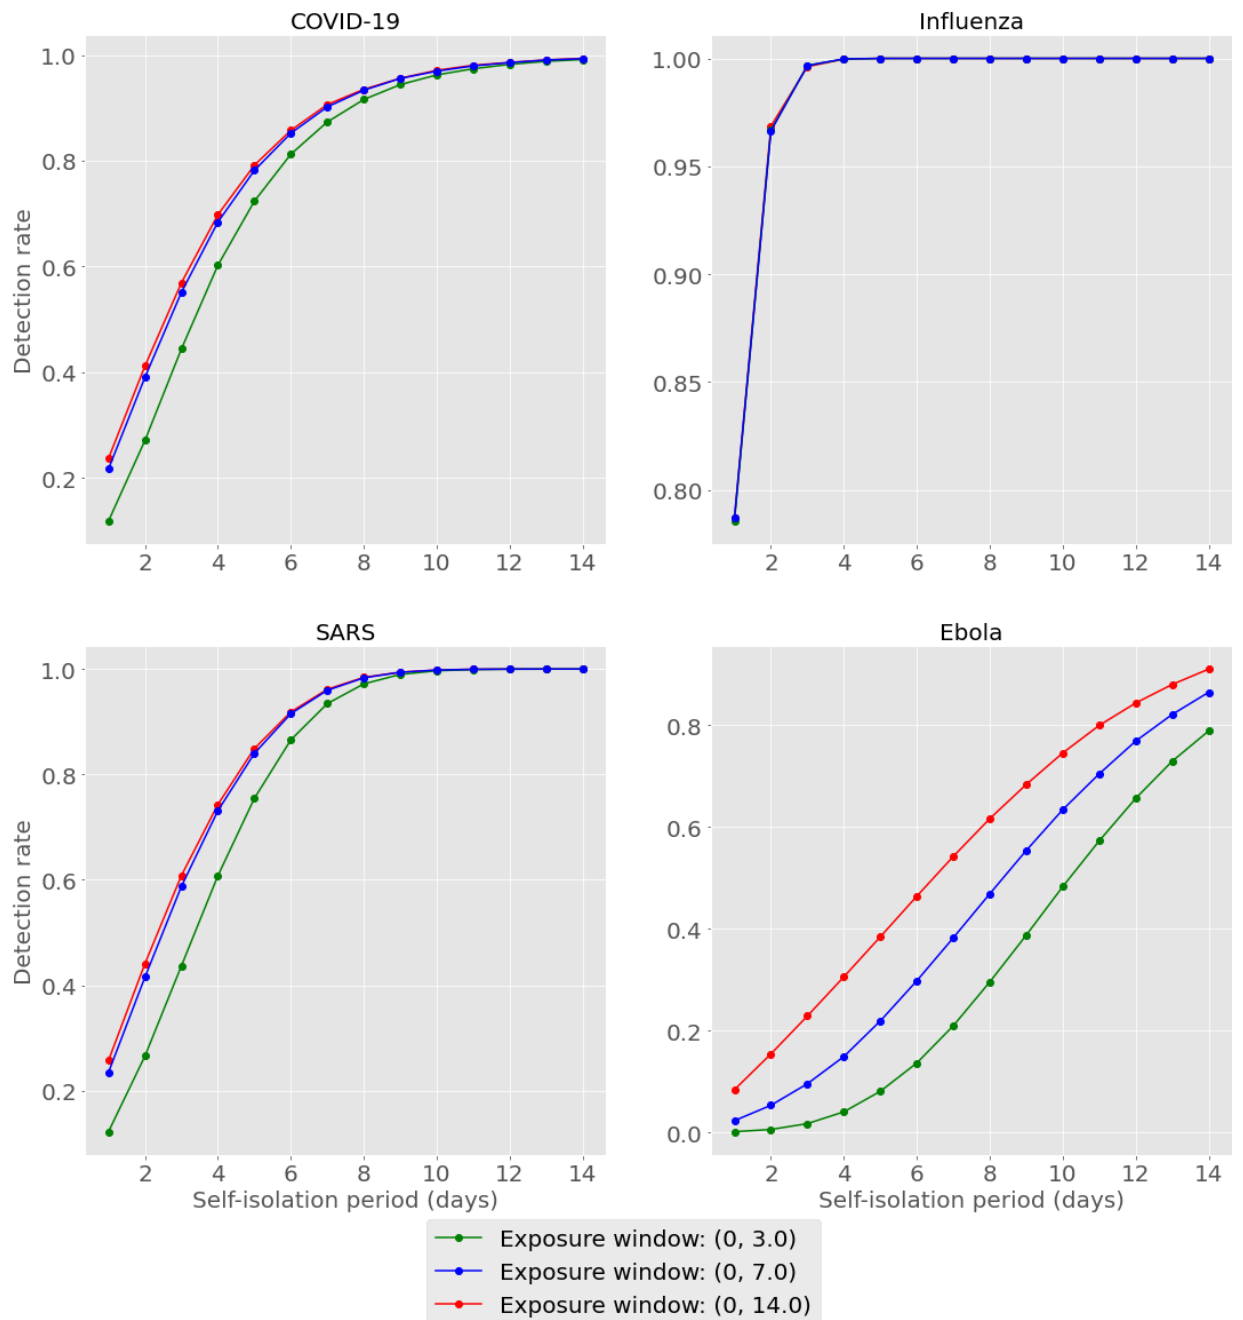 COVID-19
Influenza
1.0
0.8
0.6
0.4
0.2
Detection rate
2 4 6 8 10 12 14
1.00
0.95
0.90
0.85
0.80
2 4 6 8 10 12 14
SARS
Ebola
1.0
0.8
0.6
0.4
0.2
Detection rate
2 4 6 8 10 12 14
Self-isolation period (days)
0.8
0.6
0.4
0.2
0.0
2 4 6 8 10 12 14
Self-isolation period (days)
Exposure window: (0, 3.0)
Exposure window: (0, 7.0)
Exposure window: (0, 14.0)